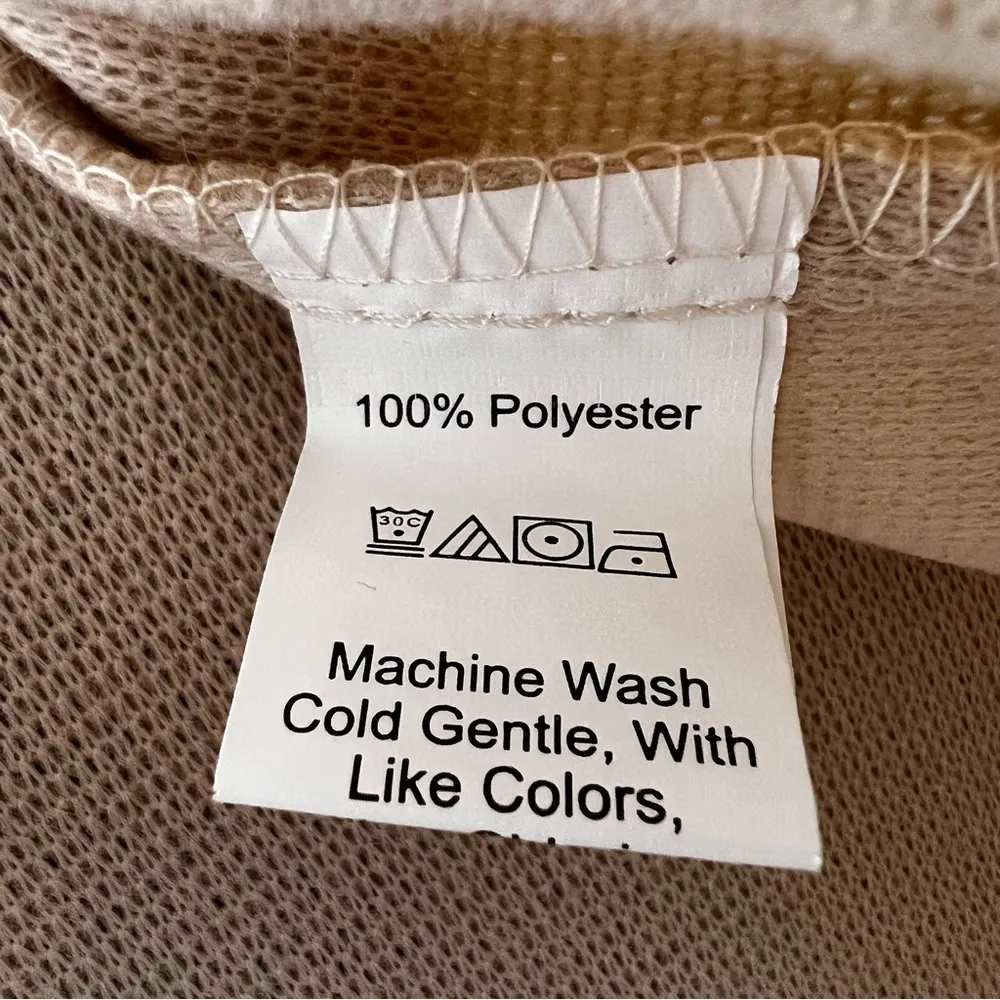 100% Polyester
30C
Machine Wash
Cold Gentle, With
Like Colors,